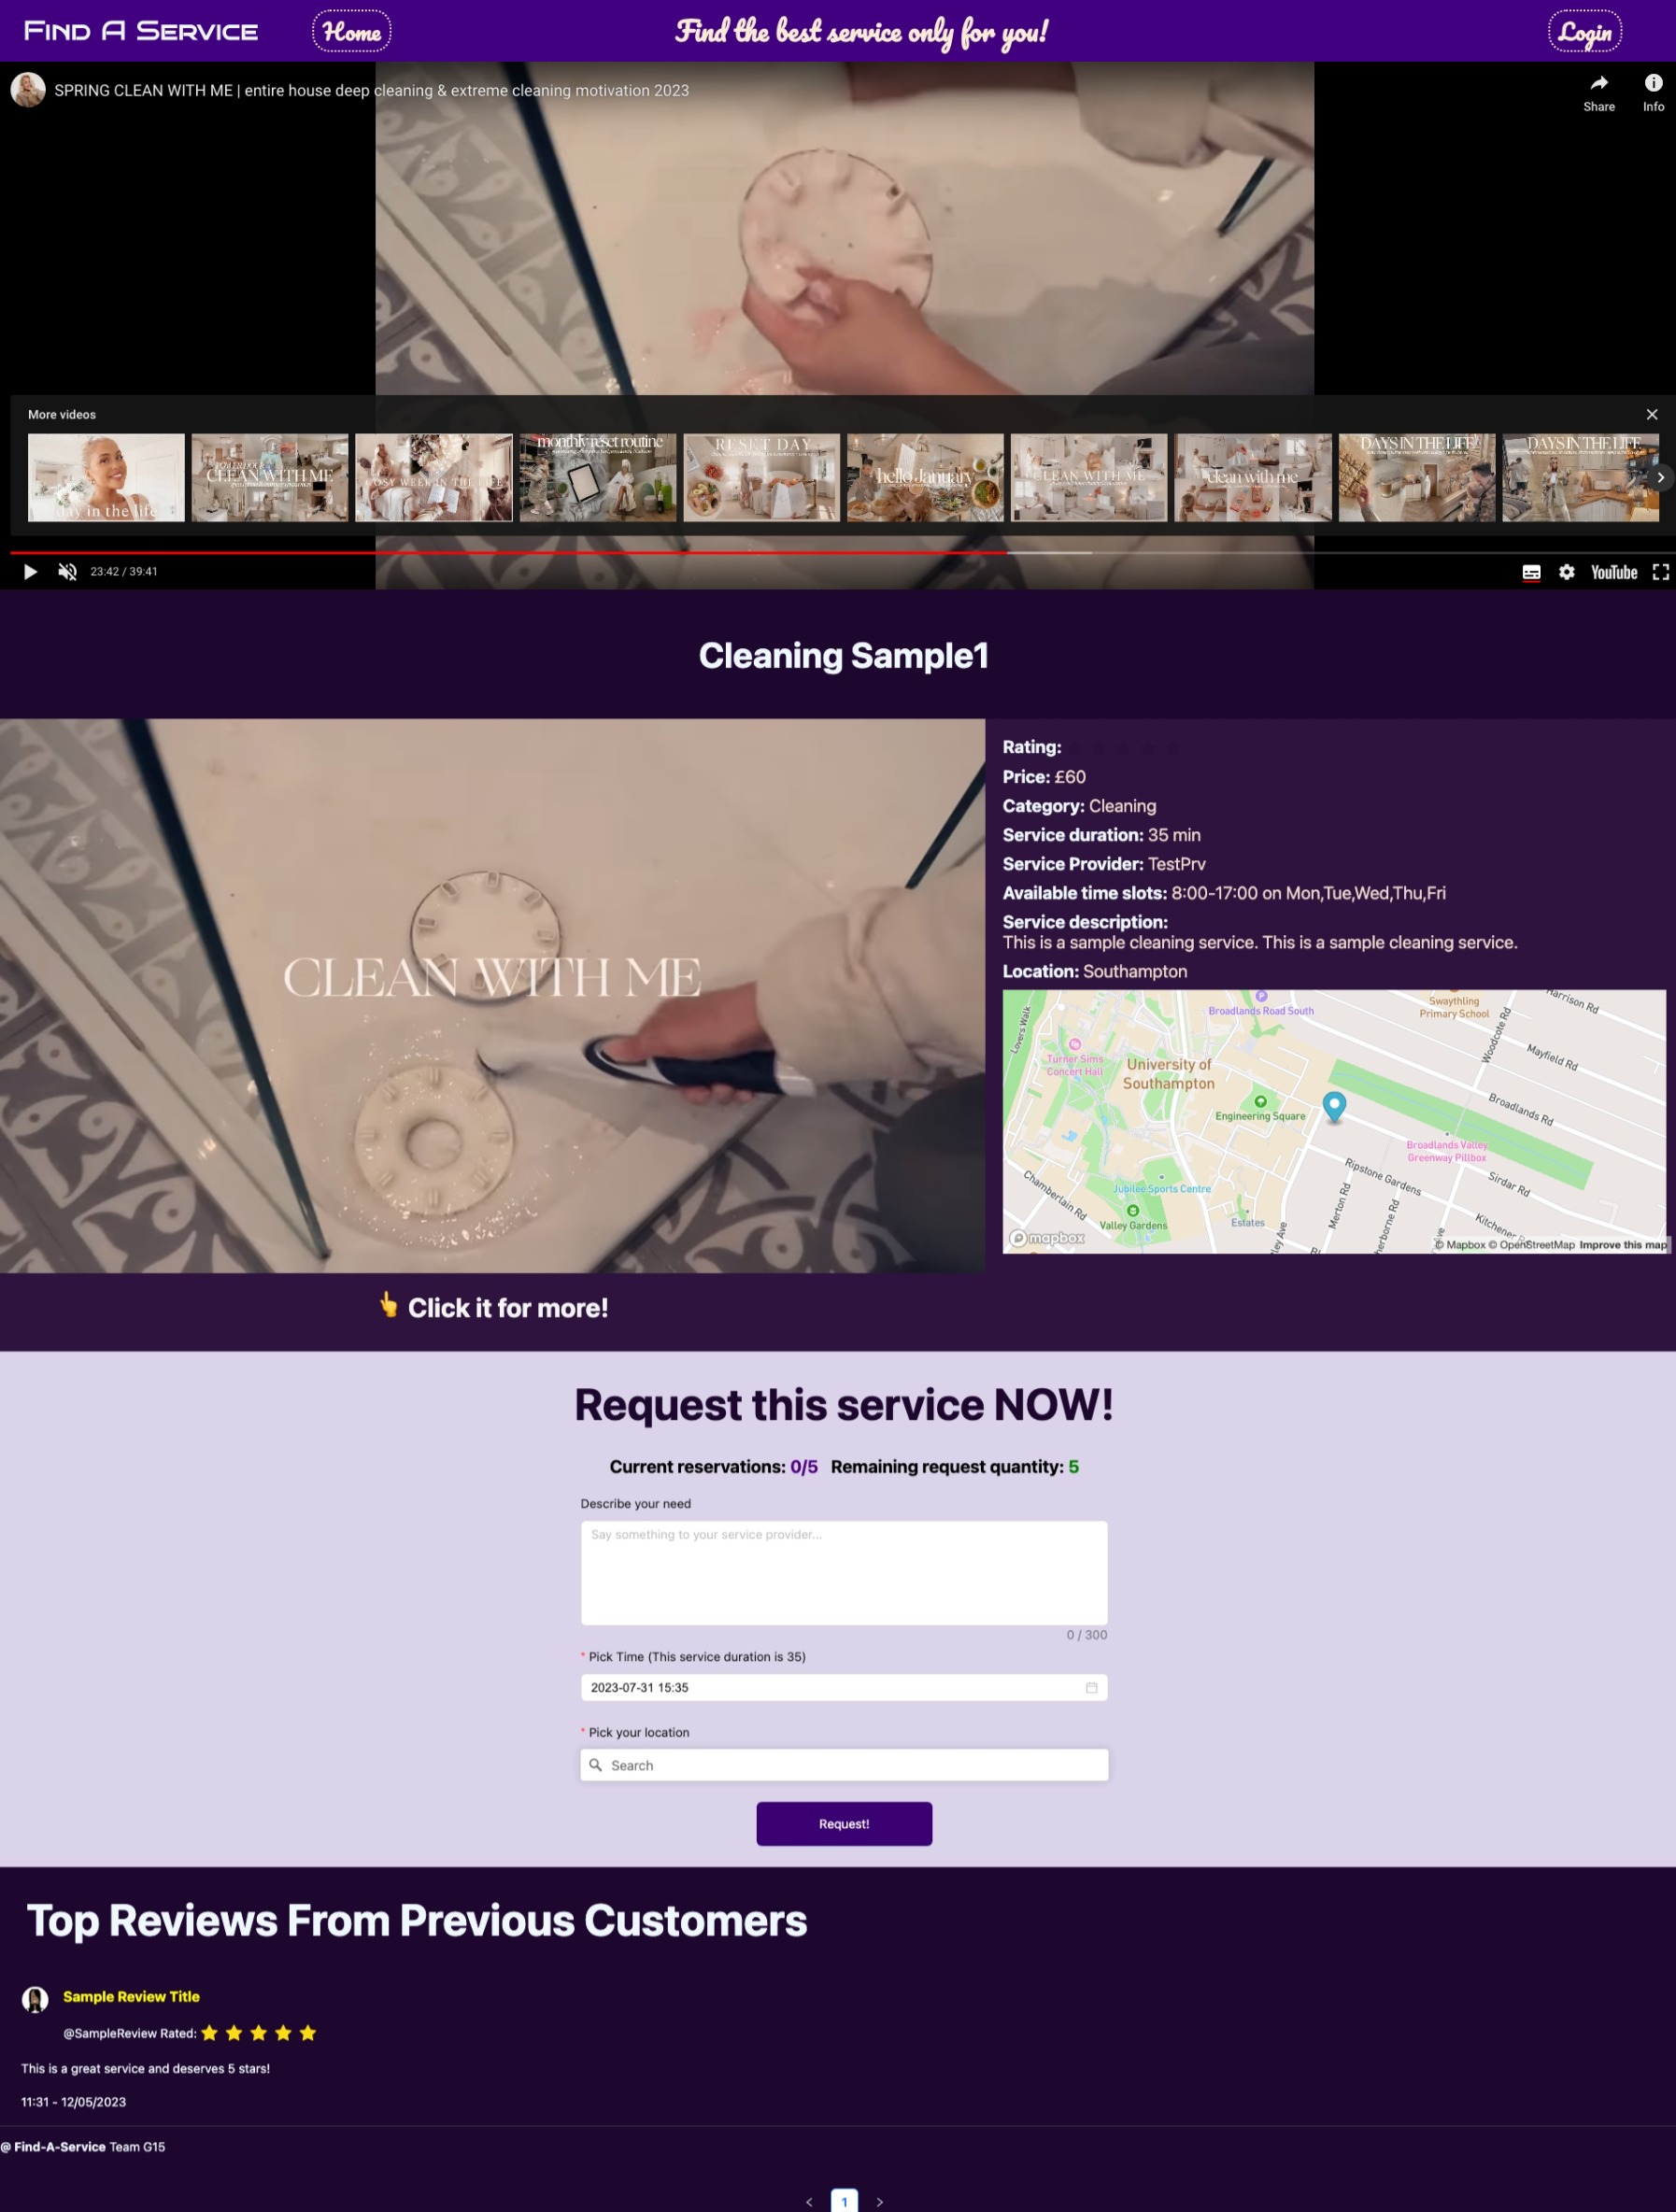 FIND A SERVICE Home Find the best service only for you! Login
SPRING CLEAN WITH ME | entire house deep cleaning & extreme cleaning motivation 2023
Share Info
More videos
day in the life
CLEAN WITH ME
COSY WEEK IN THE LIFE
monthly reset routine
RESET DAY
hello January
CLEAN WITH ME
clean with me
DAYS IN THE LIFE
DAYS IN THE LIFE
23:42 / 39:41
YouTube
Cleaning Sample1
CLEAN WITH ME
👆 Click it for more!
Rating:
Price: £60
Category: Cleaning
Service duration: 35 min
Service Provider: TestPrv
Available time slots: 8:00-17:00 on Mon,Tue,Wed,Thu,Fri
Service description:
This is a sample cleaning service. This is a sample cleaning service.
Location: Southampton
Lovers Walk
Broadlands Road South
Swaythling
Primary School
Harrison Rd
Woodcote Rd
Mayfield Rd
Turner Sims
Concert Hall
University of
Southampton
Engineering Square
Broadlands Rd
Broadlands Valley
Greenway Pillbox
Ripstone Gardens
Sirdar Rd
Chamberlain Rd
Jubilee Sports Centre
Valley Gardens
Estates
Merton Rd
herborne Rd
Kitchener
ley Ave
mapbox
© Mapbox © OpenStreetMap Improve this map
Request this service NOW!
Current reservations: 0/5 Remaining request quantity: 5
Describe your need
Say something to your service provider...
0 / 300
* Pick Time (This service duration is 35)
2023-07-31 15:35
* Pick your location
Search
Request!
Top Reviews From Previous Customers
Sample Review Title
@SampleReview Rated:
This is a great service and deserves 5 stars!
11:31 - 12/05/2023
@ Find-A-Service Team G15
< 1 >